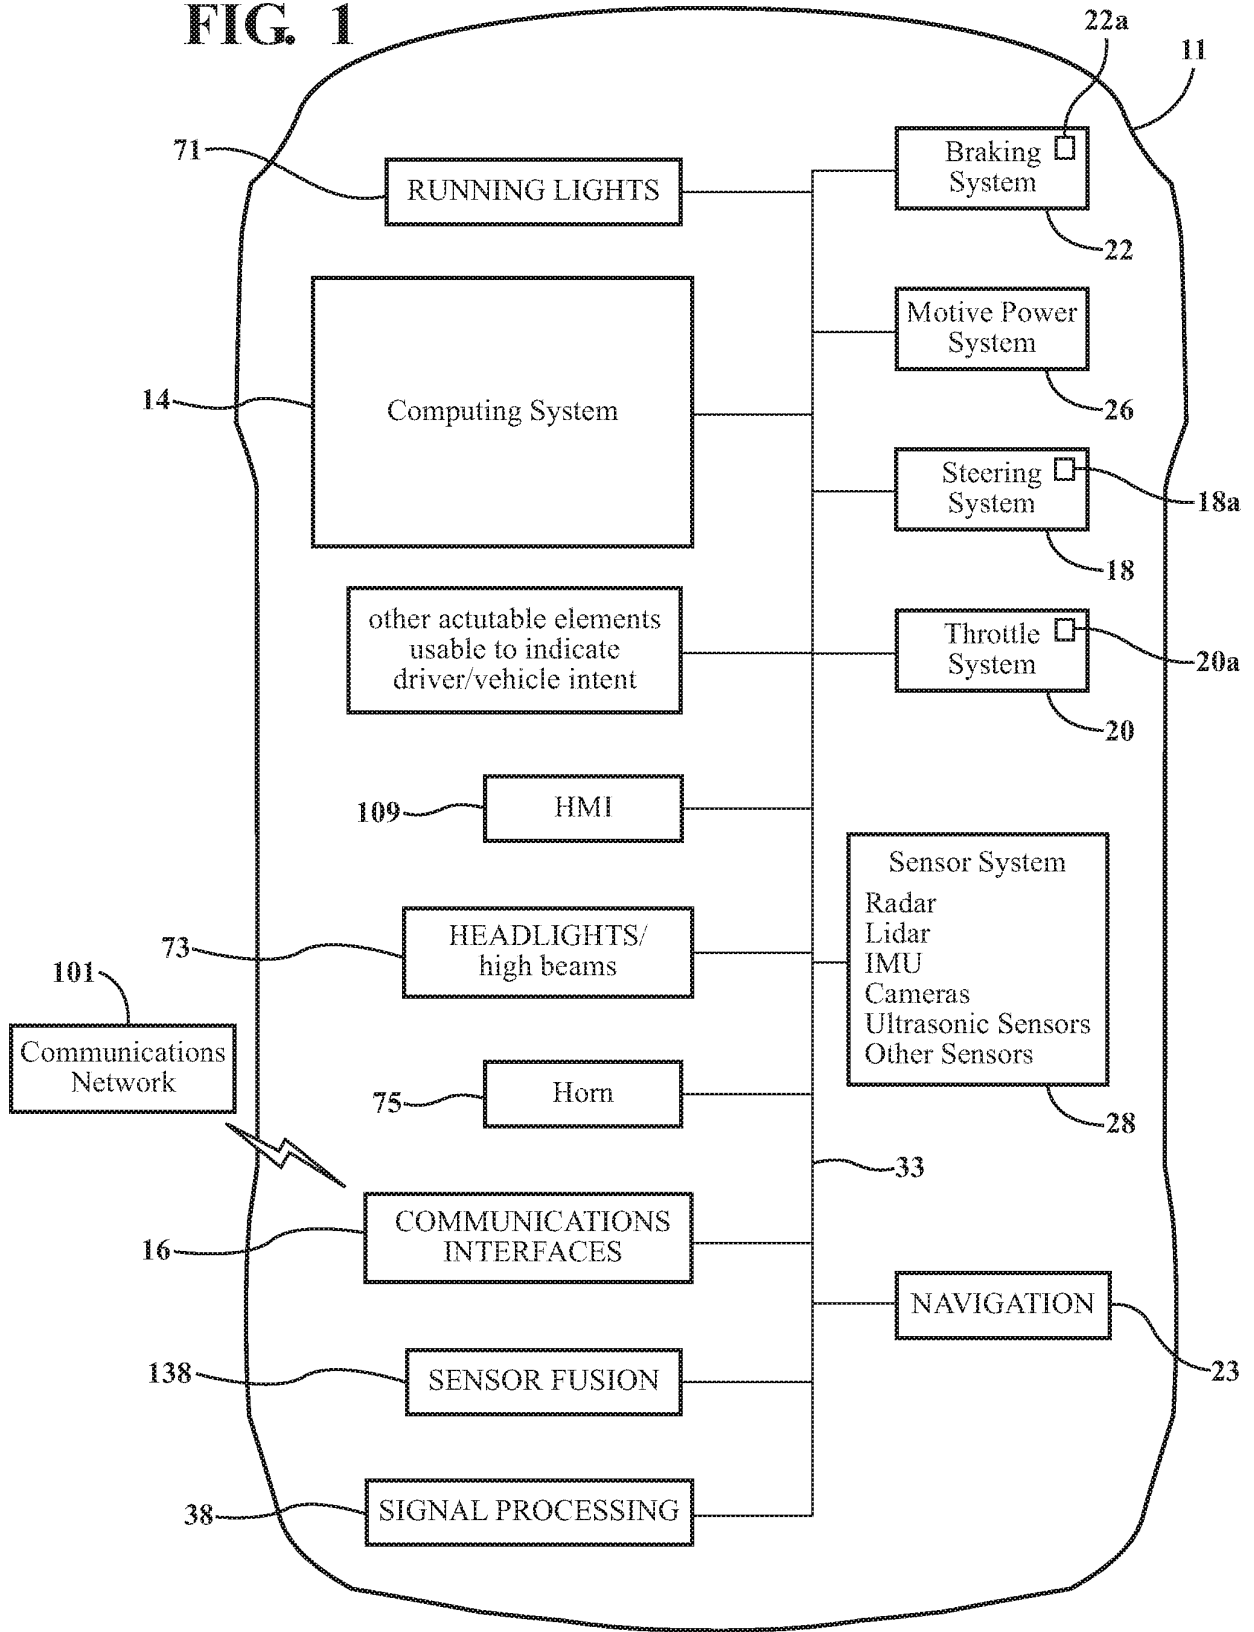 FIG. 1
22a
11
71
RUNNING LIGHTS
Braking
System
22
14
Computing System
Motive Power
System
26
Steering
System
18a
18
other actutable elements
usable to indicate
driver/vehicle intent
Throttle
System
20a
20
109
HMI
Sensor System
Radar
Lidar
IMU
Cameras
Ultrasonic Sensors
Other Sensors
28
73
HEADLIGHTS/
high beams
101
Communications
Network
75
Horn
33
16
COMMUNICATIONS
INTERFACES
NAVIGATION
23
138
SENSOR FUSION
38
SIGNAL PROCESSING